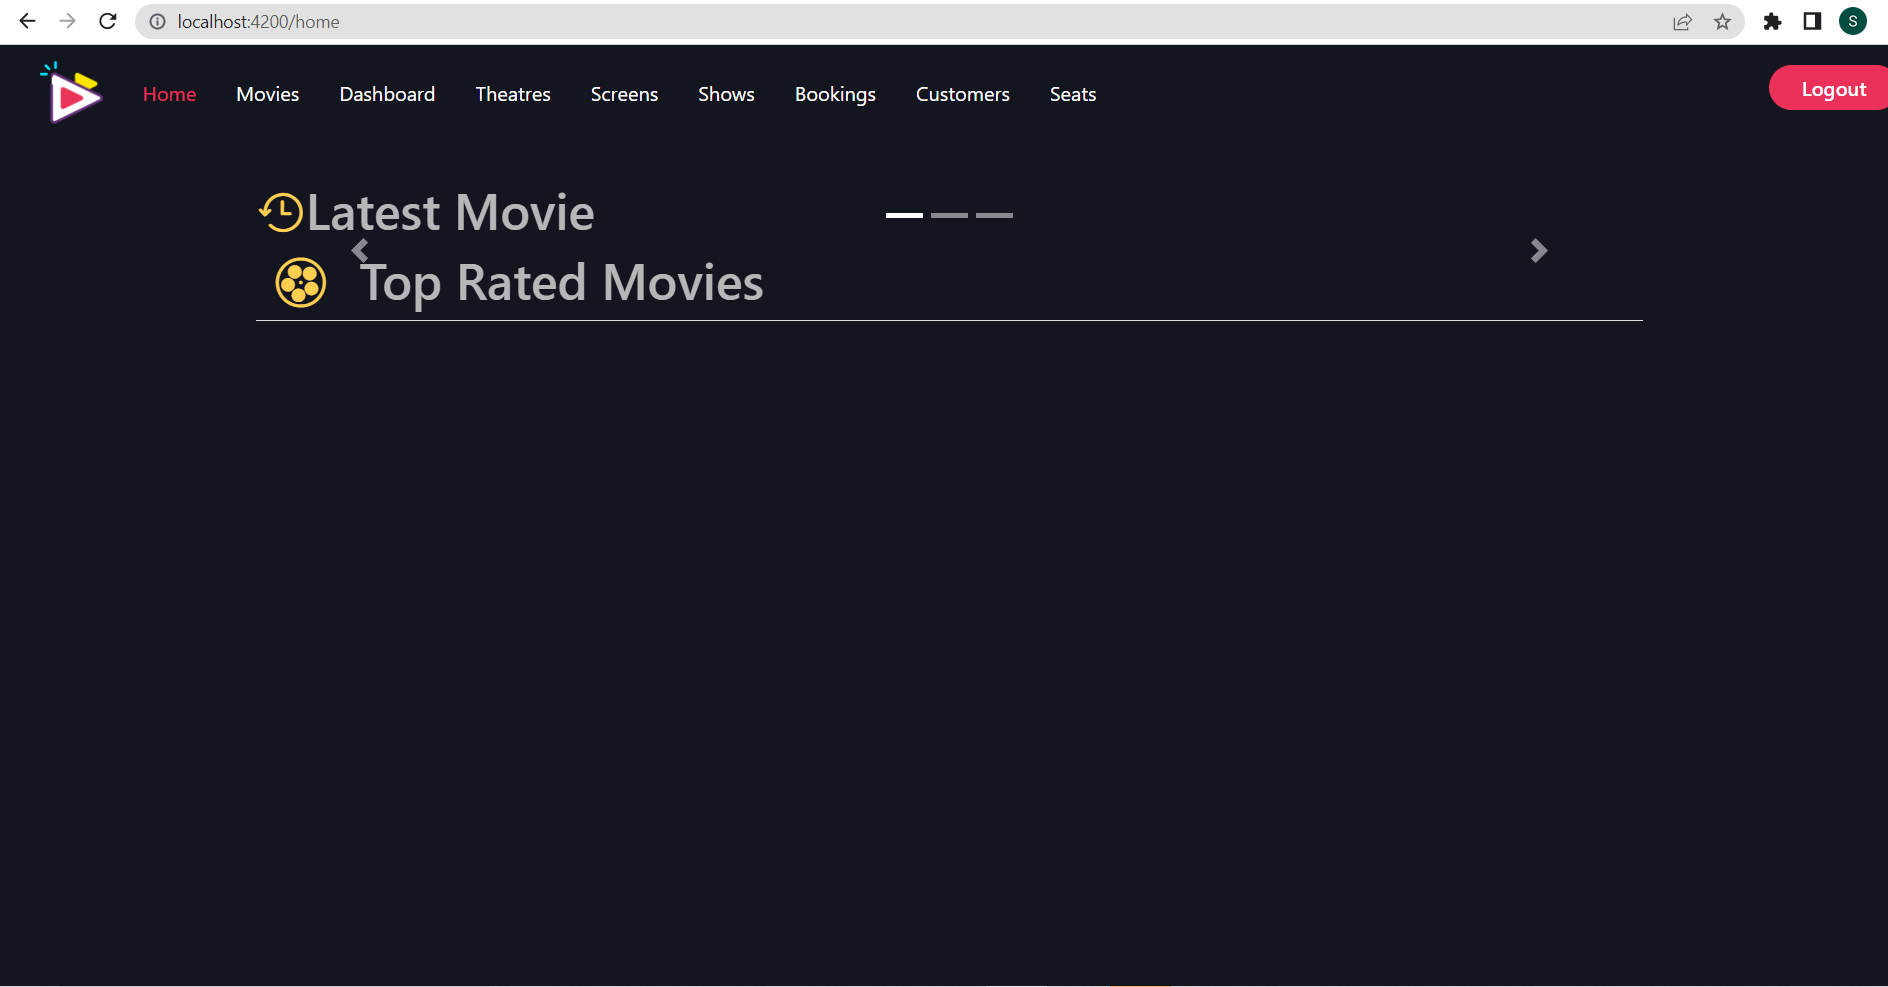 localhost:4200/home
S
Home Movies Dashboard Theatres Screens Shows Bookings Customers Seats Logout
Latest Movie
Top Rated Movies